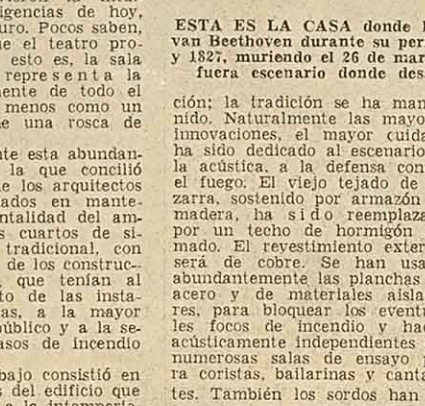 igencias de hoy,
uro. Pocos saben,
ue el teatro pro-
esto es, la sala
representa la
mente de todo el
menos como un
e una rosca de
nte esta abundan-
la que concilió
e los arquitectos
ados en mante-
entalidad del am-
s cuartos de si-
tradicional, con
de los construc-
, que tenían al
to de las insta-
as, a la mayor
público y a la se-
asos de incendio
bajo consistió en
s del edificio que
ESTA ES LA CASA donde
van Beethoven durante su per
y 1827, muriendo el 26 de mar
fuera escenario donde des
ción; la tradición se ha man
nido. Naturalmente las mayo
innovaciones, el mayor cuida
ha sido dedicado al escenario
la acústica, a la defensa con
el fuego. El viejo tejado de
zarra, sostenido por armazón
madera, ha sido reemplaza
por un techo de hormigón
mado. El revestimiento exter
será de cobre. Se han usa
abundantemente las planchas
acero y de materiales aisla
res, para bloquear los eventu
les focos de incendio y hac
acústicamente independientes
numerosas salas de ensayo p
ra coristas, bailarinas y canta
tes. También los sordos han